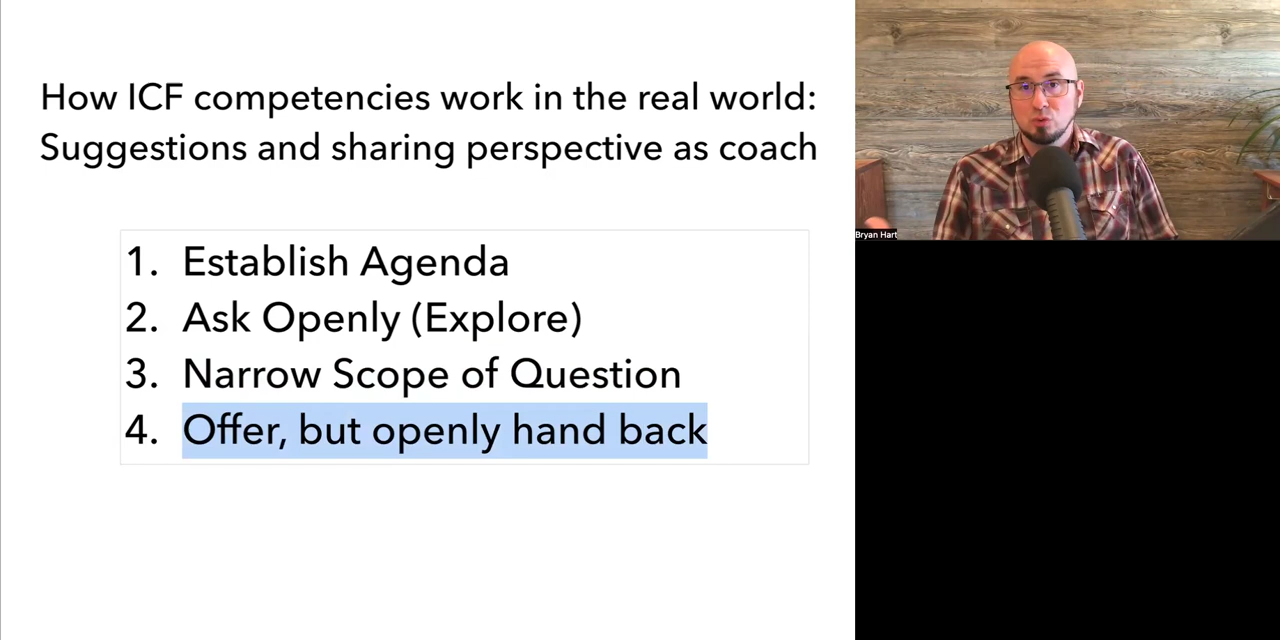 How ICF competencies work in the real world:
Suggestions and sharing perspective as coach
1. Establish Agenda
2. Ask Openly (Explore)
3. Narrow Scope of Question
4. Offer, but openly hand back
Bryan Hart